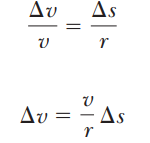 Δv/v = Δs/r
Δv = v/r Δs